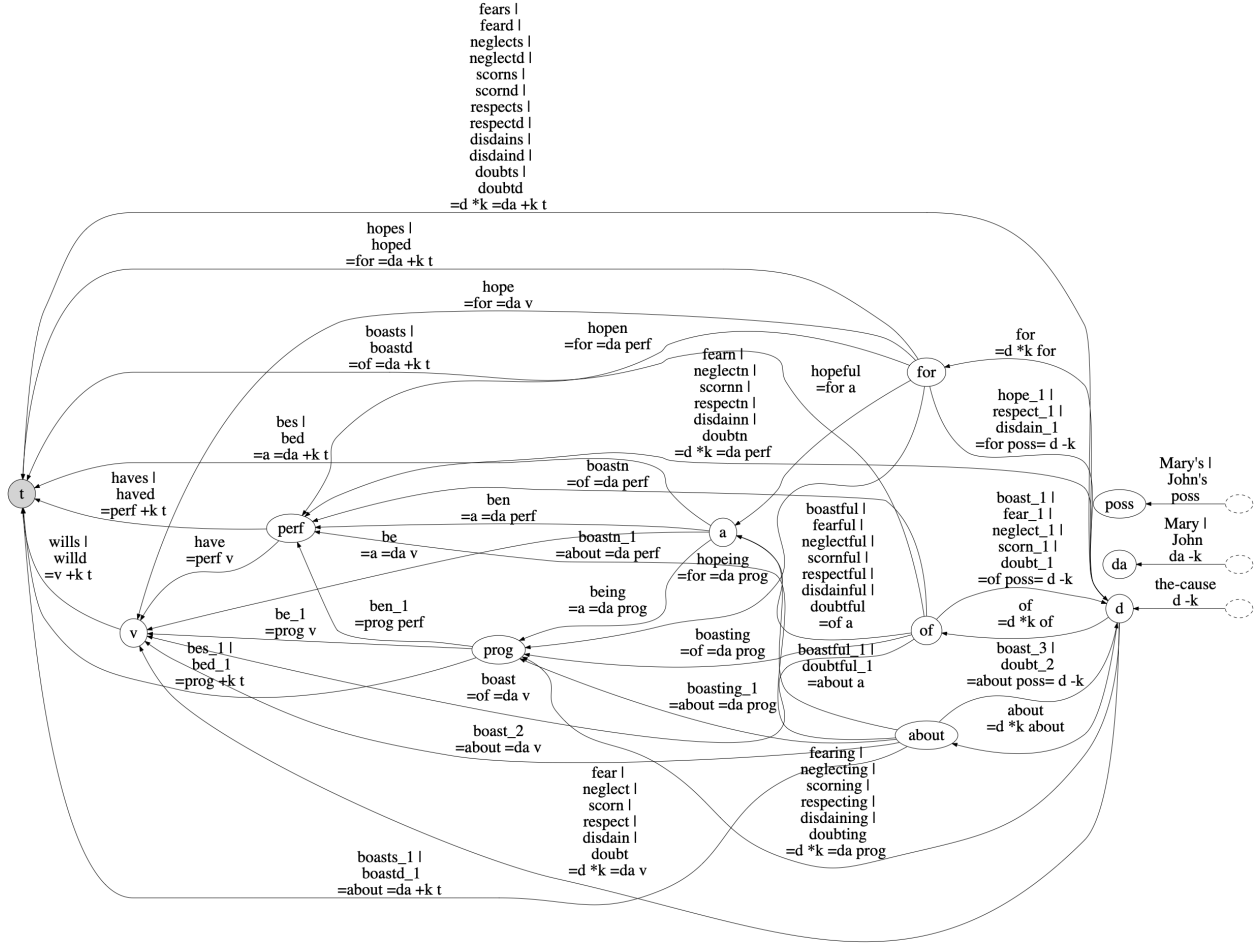 fears |
feard |
neglects |
neglectd |
scorns |
scornd |
respects |
respectd |
disdains |
disdaind |
doubts |
doubtd
=d *k =da +k t
hopes |
hoped
=for =da +k t
hope
=for =da v
boasts |
boastd
=of =da +k t
hopen
=for =da perf
fearn |
neglectn |
scornn |
respectn |
disdainn |
doubtn
=d *k =da perf
hopeful
=for a
for
for
=d *k for
hope_1 |
respect_1 |
disdain_1
=for poss= d -k
bes |
bed
=a =da +k t
boastn
=of =da perf
Mary's |
John's
poss
poss
t
haves |
haved
=perf +k t
perf
ben
=a =da perf
a
boastful |
fearful |
neglectful |
scornful |
respectful |
disdainful |
doubtful
=of a
boast_1 |
fear_1 |
neglect_1 |
scorn_1 |
doubt_1
=of poss= d -k
Mary |
John
da -k
da
wills |
willd
=v +k t
have
=perf v
be
=a =da v
boastn_1
=about =da perf
hopeing
=for =da prog
the-cause
d -k
d
being
=a =da prog
of
=d *k of
of
v
be_1
=prog v
ben_1
=prog perf
prog
boasting
=of =da prog
bes_1 |
bed_1
=prog +k t
boastful_1 |
doubtful_1
=about a
boast_3 |
doubt_2
=about poss= d -k
boast
=of =da v
boasting_1
=about =da prog
about
=d *k about
about
boast_2
=about =da v
fearing |
neglecting |
scorning |
respecting |
disdaining |
doubting
=d *k =da prog
fear |
neglect |
scorn |
respect |
disdain |
doubt
=d *k =da v
boasts_1 |
boastd_1
=about =da +k t